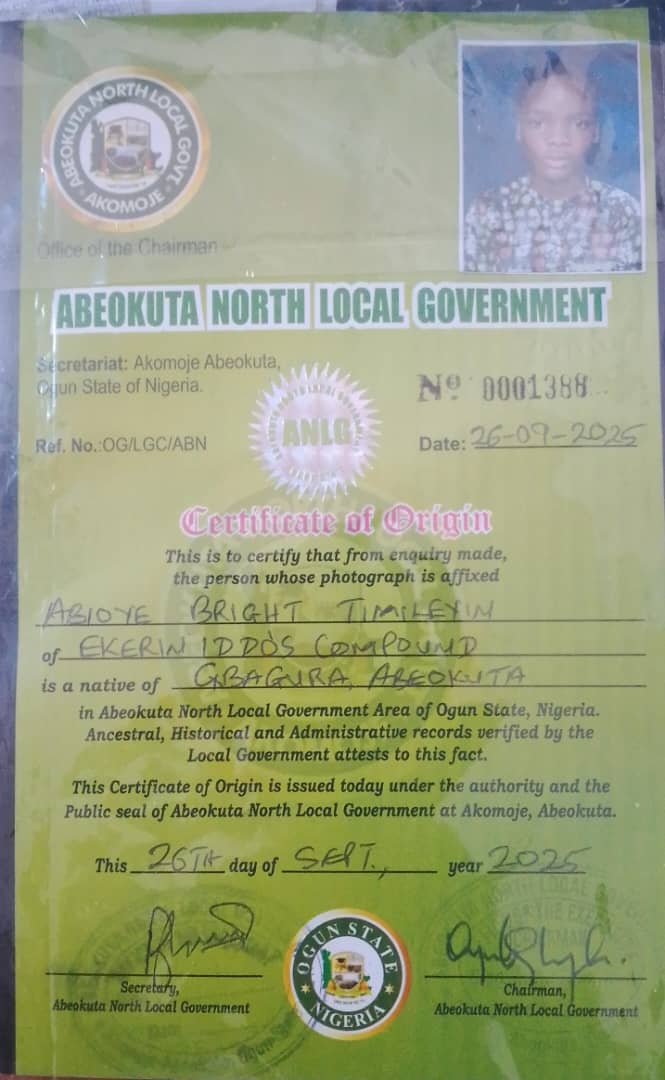 ABEOKUTA NORTH LOCAL GOVT.
AKOMOJE
Office of the Chairman
ABEOKUTA NORTH LOCAL GOVERNMENT
Secretariat: Akomoje Abeokuta,
Ogun State of Nigeria.
No 0001388
ANLG
Ref. No.:OG/LGC/ABN
Date: 26-09-2025
Certificate of Origin
This is to certify that from enquiry made,
the person whose photograph is affixed
ABIOYE BRIGHT TIMILEYIN
of EKERIN IDDO'S COMPOUND
is a native of GBAGURA, ABEOKUTA
in Abeokuta North Local Government Area of Ogun State, Nigeria.
Ancestral, Historical and Administrative records verified by the
Local Government attests to this fact.
This Certificate of Origin is issued today under the authority and the
Public seal of Abeokuta North Local Government at Akomoje, Abeokuta.
This 26TH day of SEPT., year 2025
Secretary,
Abeokuta North Local Government
OGUN STATE
NIGERIA
Chairman,
Abeokuta North Local Government